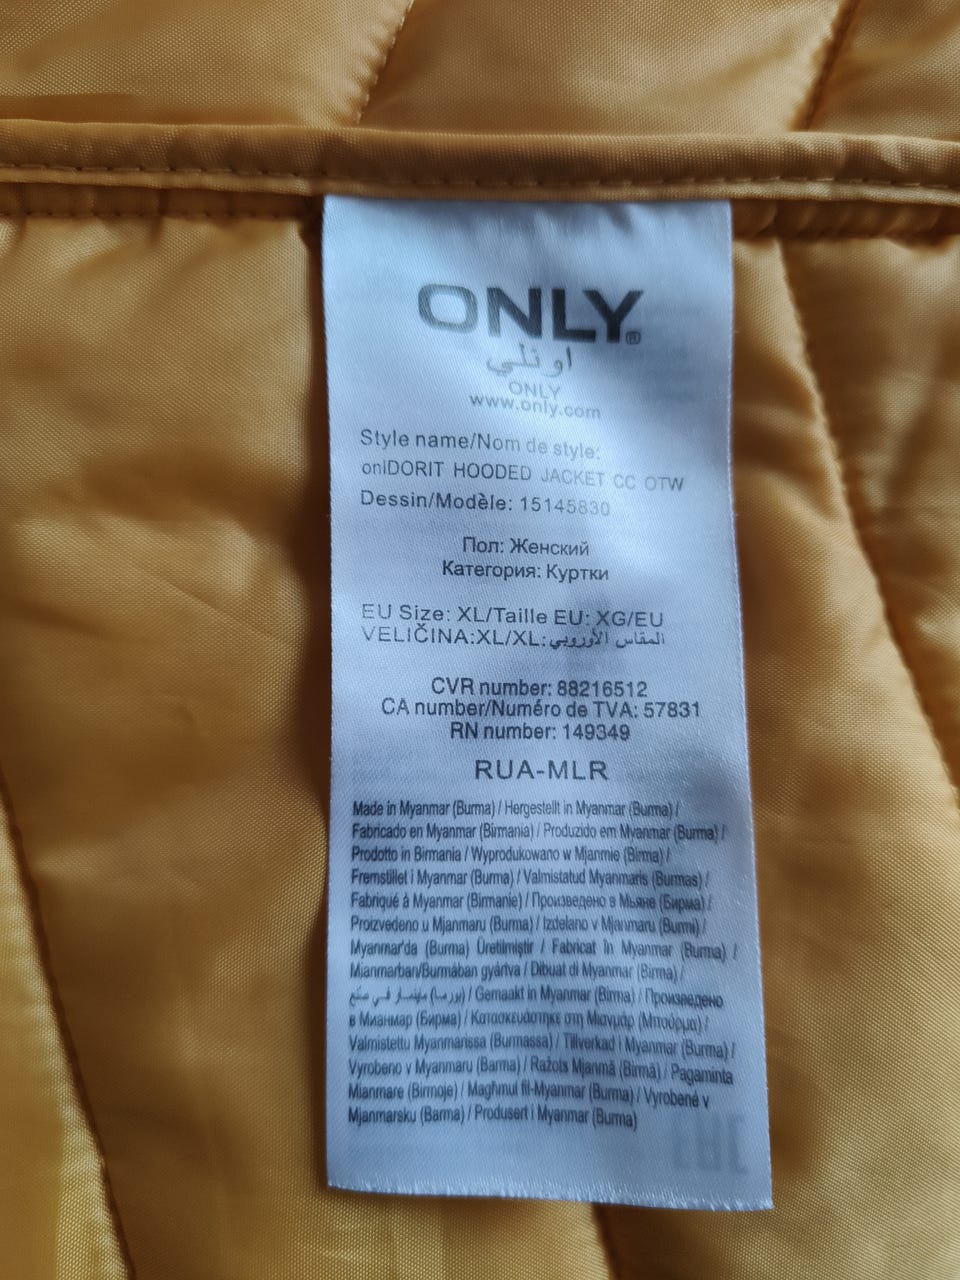 ONLY®
اونلي
ONLY
www.only.com
Style name/Nom de style:
onlDORIT HOODED JACKET CC OTW
Dessin/Modèle: 15145830
Пол: Женский
Категория: Куртки
EU Size: XL/Taille EU: XG/EU
VELIČINA:XL/XL:المقاس الأوروبي
CVR number: 88216512
CA number/Numéro de TVA: 57831
RN number: 149349
RUA-MLR
Made in Myanmar (Burma) / Hergestellt in Myanmar (Burma) /
Fabricado en Myanmar (Birmania) / Produzido em Myanmar (Burma) /
Prodotto in Birmania / Wyprodukowano w Mjanmie (Birma) /
Fremstillet i Myanmar (Burma) / Valmistatud Myanmaris (Burmas) /
Fabriqué à Myanmar (Birmanie) / Произведено в Мьяне (Бирма) /
Proizvedeno u Mjanmaru (Burma) / Izdelano v Mjanmaru (Burmi) /
Myanmar'da (Burma) Üretilmiştir / Fabricat în Myanmar (Burma) /
Mianmarban/Burmában gyártva / Dibuat di Myanmar (Birma) /
(بورما) ميانمار في صنع / Gemaakt in Myanmar (Birma) / Произведено
в Мианмар (Бирма) / Κατασκευάστηκε στη Μιανμάρ (Μπούρμα) /
Valmistettu Myanmarissa (Burmassa) / Tillverkad i Myanmar (Burma) /
Vyrobeno v Myanmaru (Barma) / Ražots Mjanmā (Birmā) / Pagaminta
Mianmare (Birmoje) / Magħmul fil-Myanmar (Burma) / Vyrobené v
Mjanmarsku (Barma) / Produsert i Myanmar (Burma)